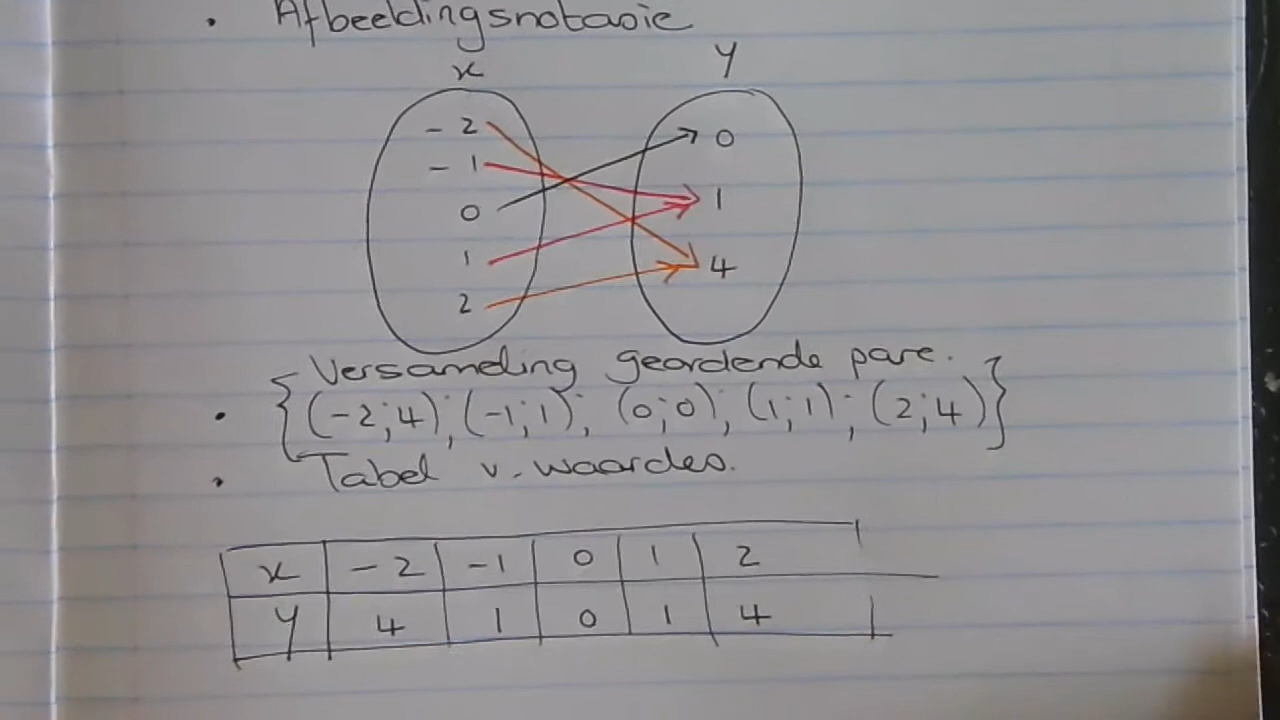 • Afbeeldingsnotasie
x y
- 2 0
- 1 1
0 4
1
2
Versameling geordende pare.
• {(-2;4);(-1;1); (0;0); (1;1); (2;4)}
• Tabel v. waardes.
x -2 -1 0 1 2
y 4 1 0 1 4